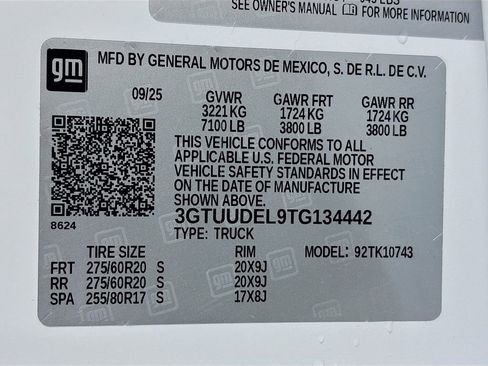 SEE OWNER'S MANUAL FOR MORE INFORMATION
gm
MFD BY GENERAL MOTORS DE MEXICO, S. DE R.L. DE C.V.
09/25 GVWR GAWR FRT GAWR RR
3221 KG 1724 KG 1724 KG
7100 LB 3800 LB 3800 LB
THIS VEHICLE CONFORMS TO ALL
APPLICABLE U.S. FEDERAL MOTOR
VEHICLE SAFETY STANDARDS IN EFFECT
ON THE DATE OF MANUFACTURE SHOWN ABOVE.
3GTUUDEL9TG134442
8624
TYPE: TRUCK
TIRE SIZE RIM MODEL: 92TK10743
FRT 275/60R20 S 20X9J
RR 275/60R20 S 20X9J
SPA 255/80R17 S 17X8J